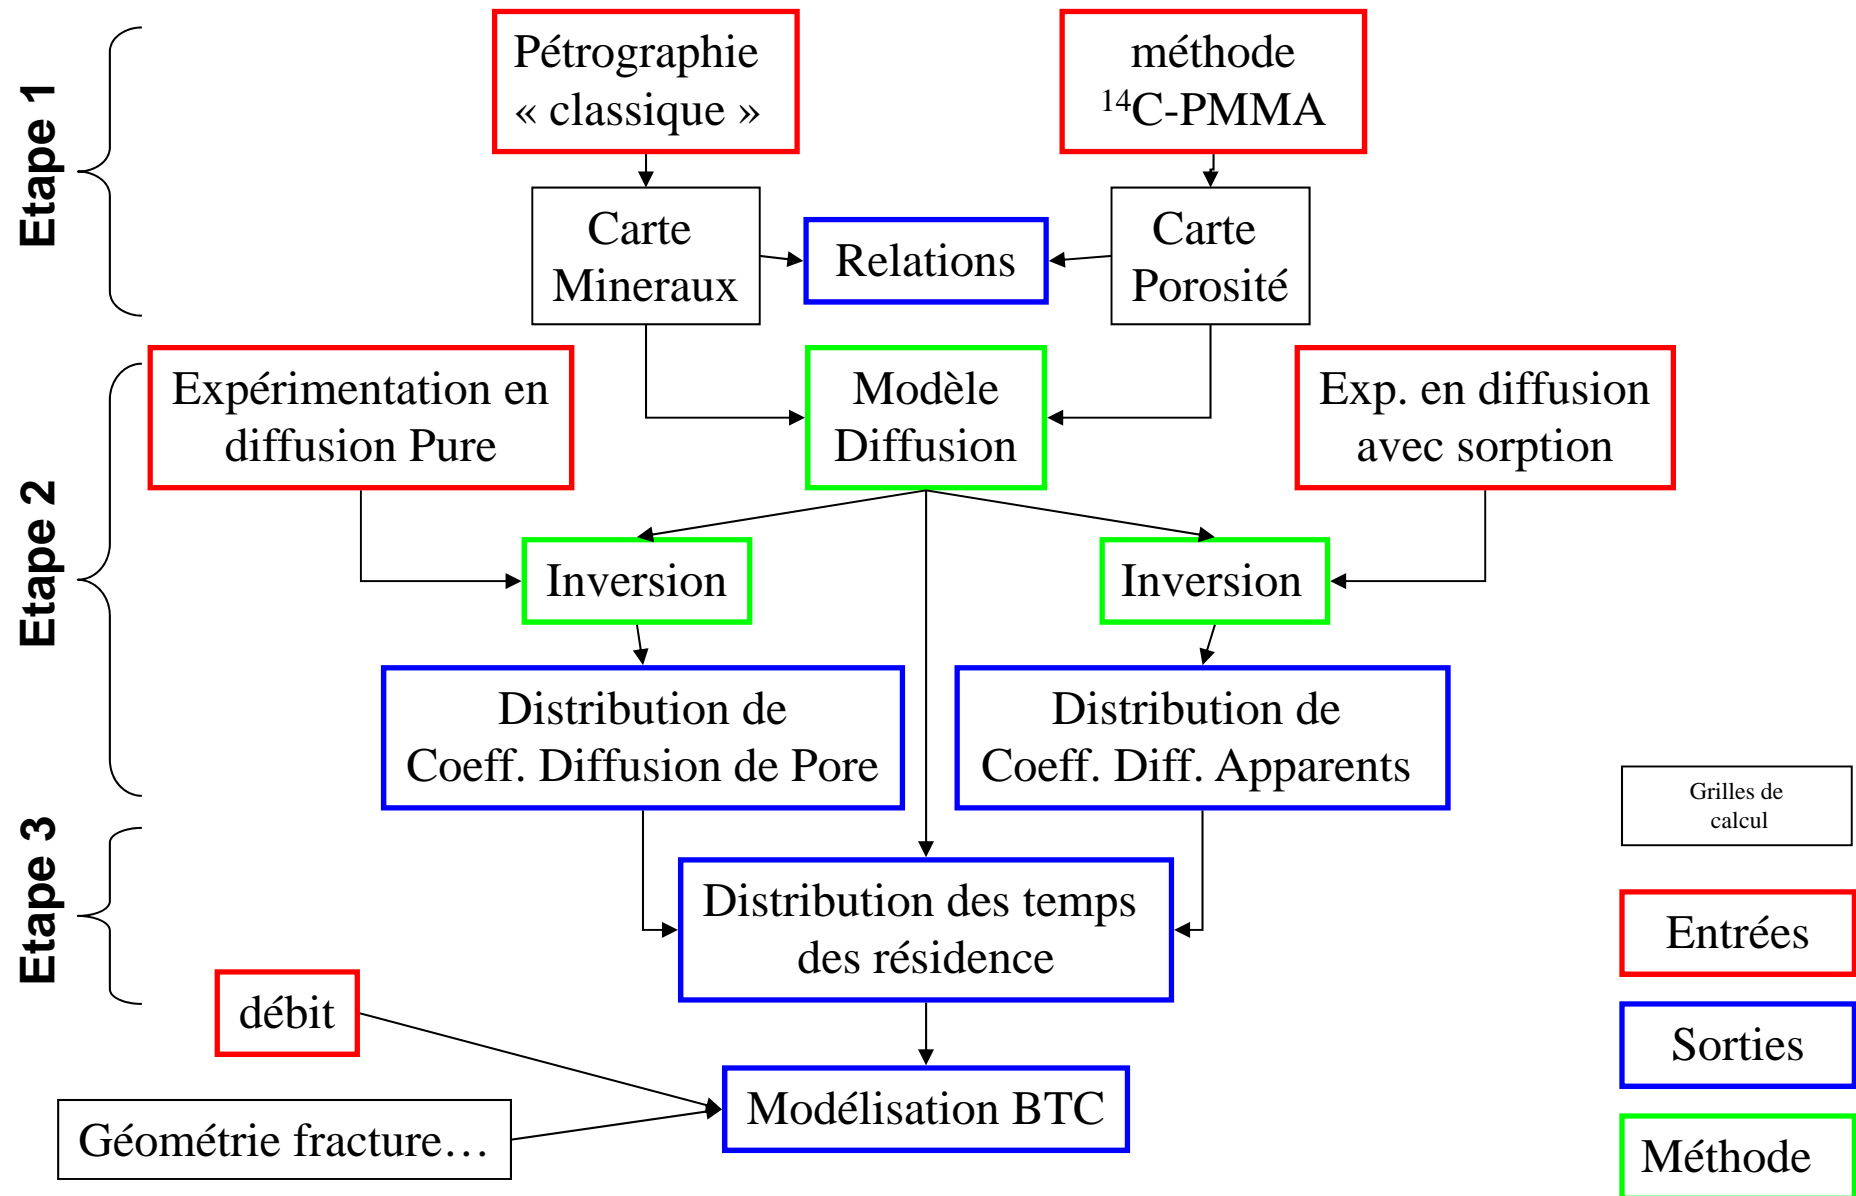 Etape 1
Pétrographie
« classique »
méthode
¹⁴C-PMMA
Carte
Mineraux
Relations
Carte
Porosité
Etape 2
Expérimentation en
diffusion Pure
Modèle
Diffusion
Exp. en diffusion
avec sorption
Inversion
Inversion
Distribution de
Coeff. Diffusion de Pore
Distribution de
Coeff. Diff. Apparents
Etape 3
Distribution des temps
des résidence
débit
Géométrie fracture…
Modélisation BTC
Grilles de
calcul
Entrées
Sorties
Méthode